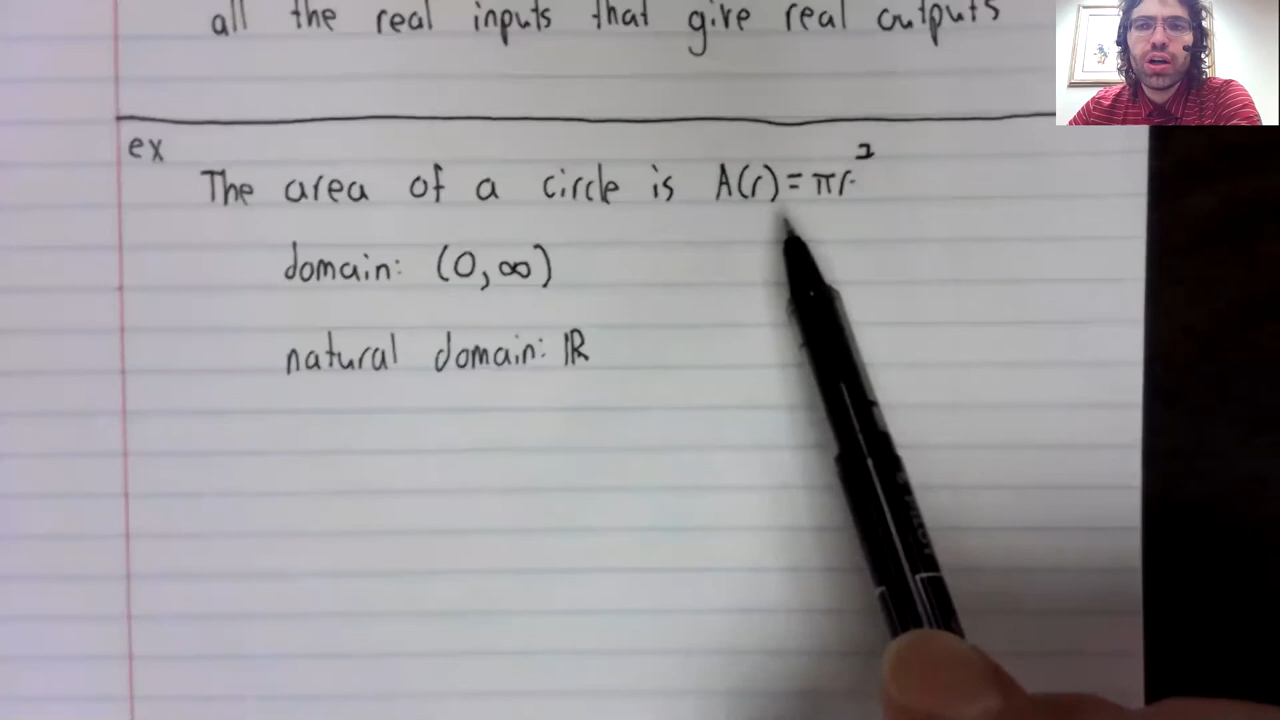 all the real inputs that give real outputs
ex
The area of a circle is A(r)=πr²
domain: (0,∞)
natural domain: ℝ